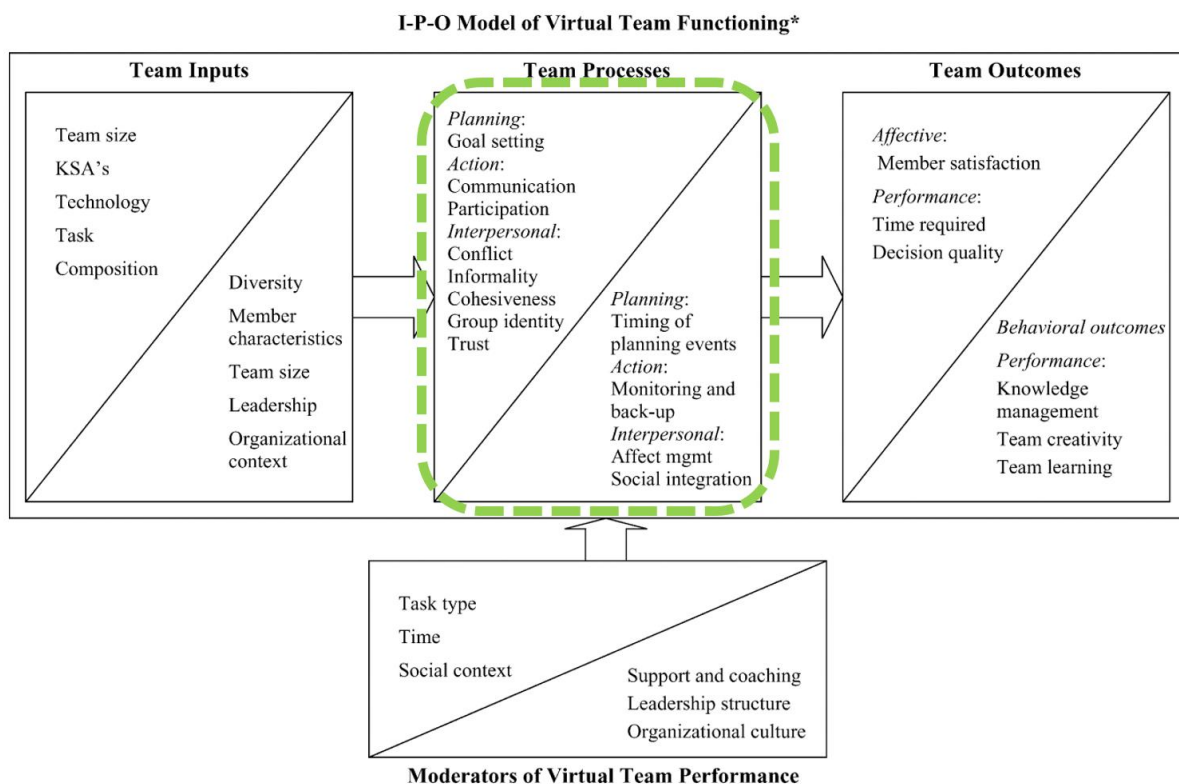 I-P-O Model of Virtual Team Functioning*
Team Inputs
Team size
KSA's
Technology
Task
Composition
Diversity
Member
characteristics
Team size
Leadership
Organizational
context
Team Processes
Planning:
Goal setting
Action:
Communication
Participation
Interpersonal:
Conflict
Informality
Cohesiveness
Group identity
Trust
Planning:
Timing of
planning events
Action:
Monitoring and
back-up
Interpersonal:
Affect mgmt
Social integration
Team Outcomes
Affective:
Member satisfaction
Performance:
Time required
Decision quality
Behavioral outcomes
Performance:
Knowledge
management
Team creativity
Team learning
Task type
Time
Social context
Support and coaching
Leadership structure
Organizational culture
Moderators of Virtual Team Performance